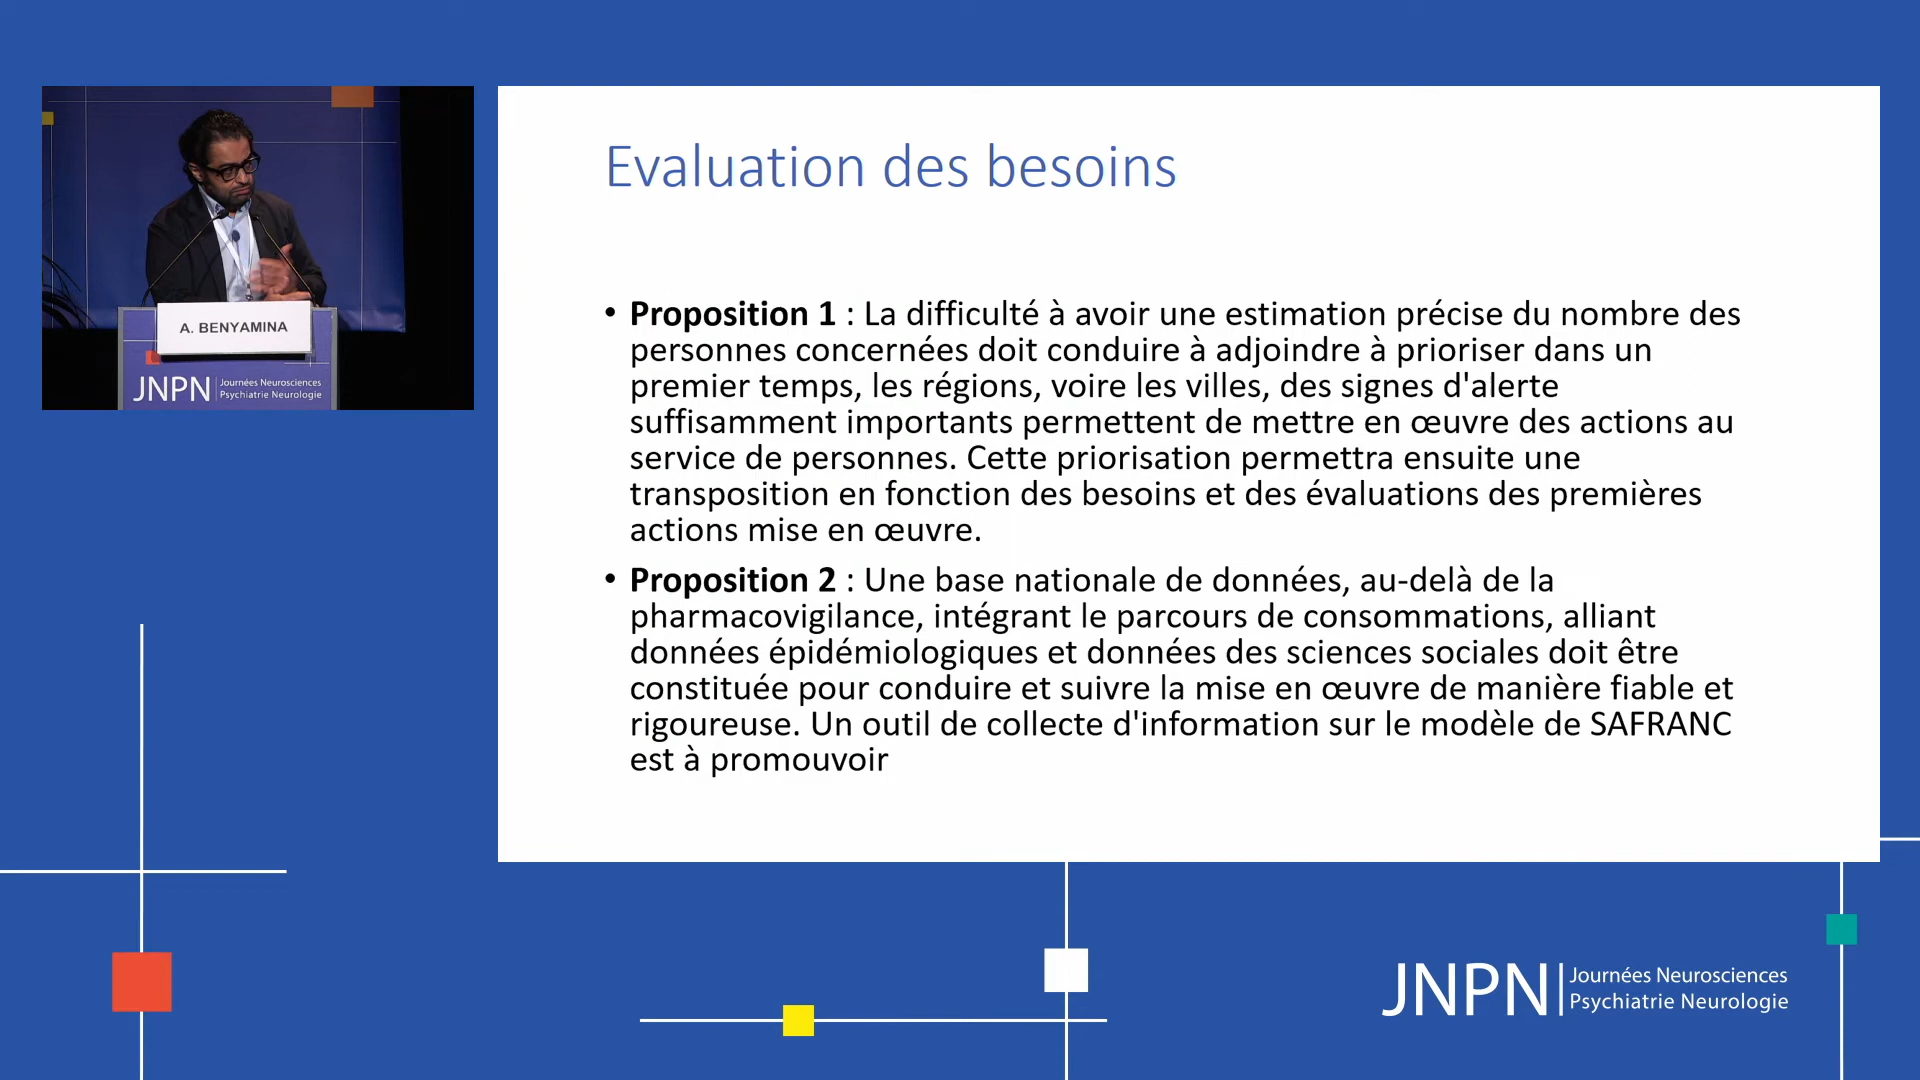 Evaluation des besoins
• Proposition 1 : La difficulté à avoir une estimation précise du nombre des
personnes concernées doit conduire à adjoindre à prioriser dans un
premier temps, les régions, voire les villes, des signes d'alerte
suffisamment importants permettent de mettre en œuvre des actions au
service de personnes. Cette priorisation permettra ensuite une
transposition en fonction des besoins et des évaluations des premières
actions mise en œuvre.
• Proposition 2 : Une base nationale de données, au-delà de la
pharmacovigilance, intégrant le parcours de consommations, alliant
données épidémiologiques et données des sciences sociales doit être
constituée pour conduire et suivre la mise en œuvre de manière fiable et
rigoureuse. Un outil de collecte d'information sur le modèle de SAFRANC
est à promouvoir
A. BENYAMINA
JNPN Journées Neurosciences
Psychiatrie Neurologie
JNPN Journées Neurosciences
Psychiatrie Neurologie